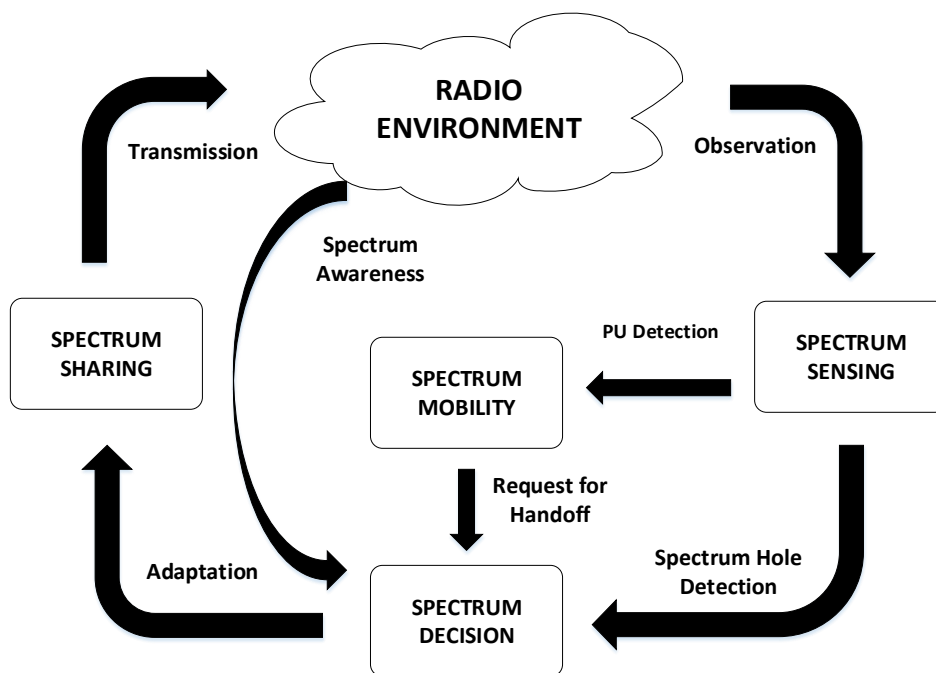 RADIO
ENVIRONMENT
Transmission
Observation
Spectrum
Awareness
SPECTRUM
SHARING
PU Detection
SPECTRUM
MOBILITY
SPECTRUM
SENSING
Request for
Handoff
Adaptation
Spectrum Hole
Detection
SPECTRUM
DECISION